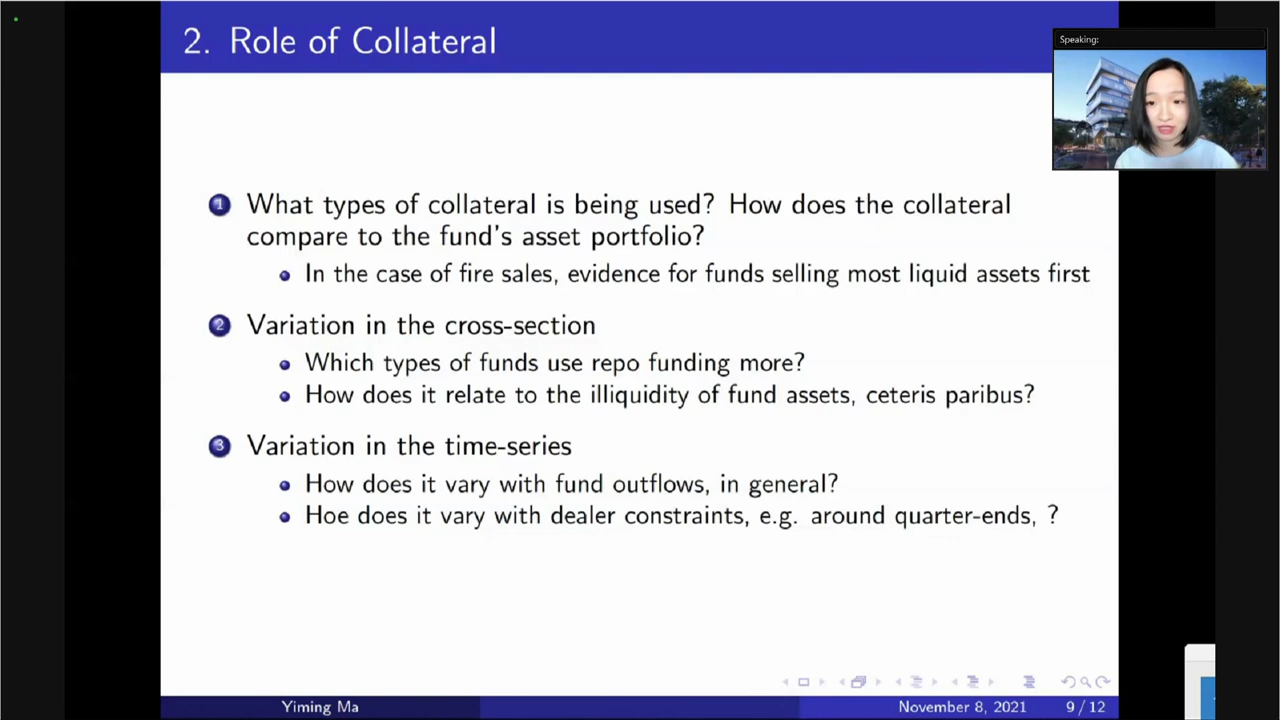 2. Role of Collateral
Speaking:
1 What types of collateral is being used? How does the collateral
compare to the fund's asset portfolio?
In the case of fire sales, evidence for funds selling most liquid assets first
2 Variation in the cross-section
Which types of funds use repo funding more?
How does it relate to the illiquidity of fund assets, ceteris paribus?
3 Variation in the time-series
How does it vary with fund outflows, in general?
Hoe does it vary with dealer constraints, e.g. around quarter-ends, ?
Yiming Ma
November 8, 2021
9 / 12